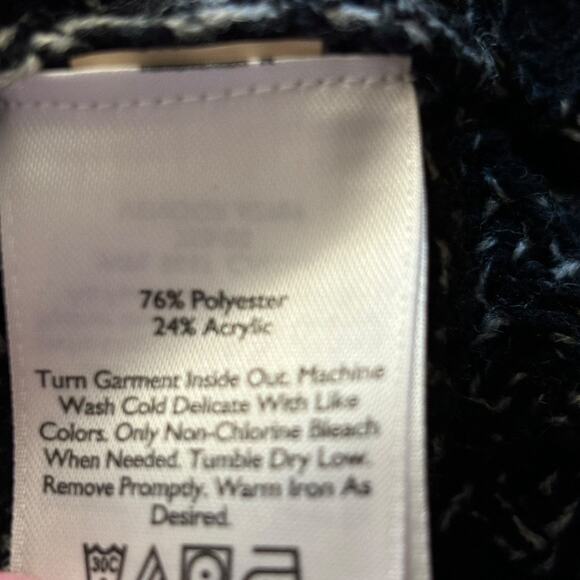 76% Polyester
24% Acrylic
Turn Garment Inside Out. Machine
Wash Cold Delicate With Like
Colors. Only Non-Chlorine Bleach
When Needed. Tumble Dry Low.
Remove Promptly. Warm Iron As
Desired.
30C